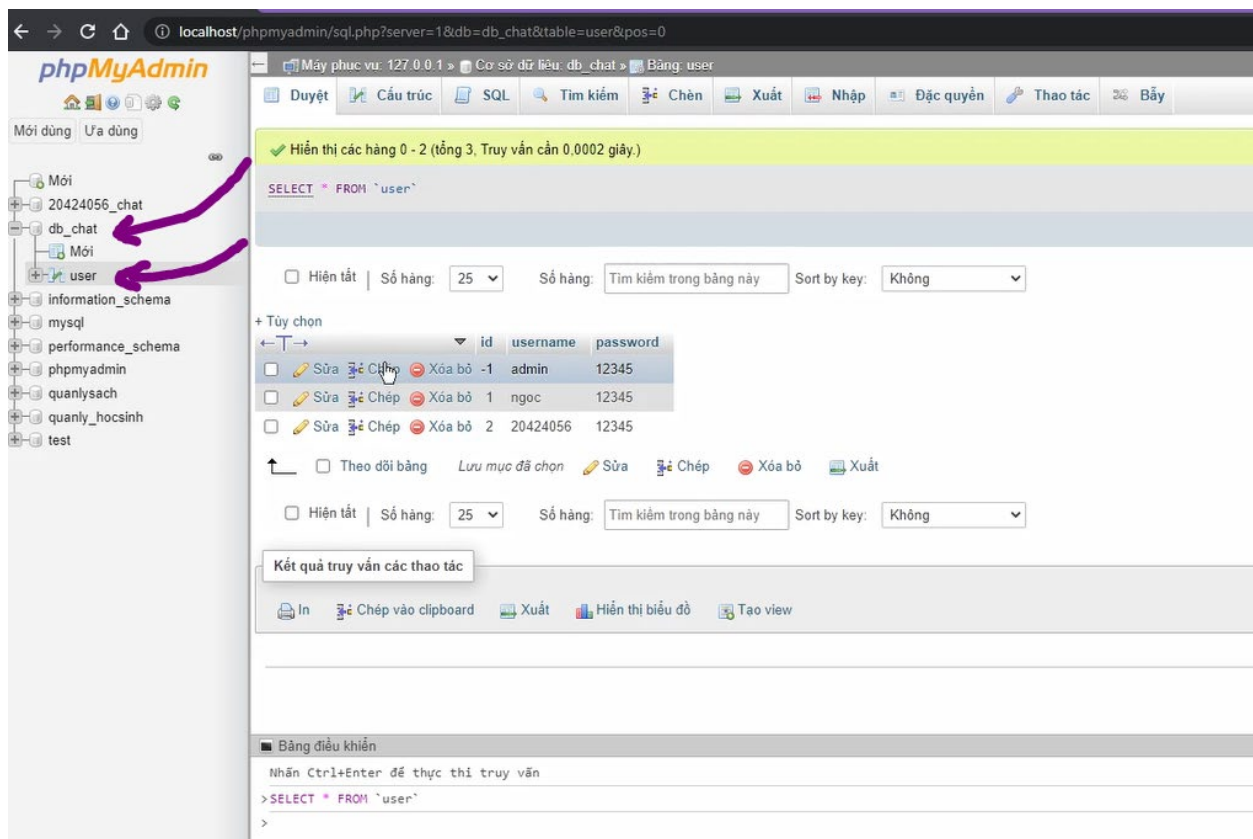 localhost/phpmyadmin/sql.php?server=1&db=db_chat&table=user&pos=0
phpMyAdmin
Mới dùng Ưa dùng
Mới
20424056_chat
db_chat
Mới
user
information_schema
mysql
performance_schema
phpmyadmin
quanlysach
quanly_hocsinh
test
Máy phục vụ: 127.0.0.1 » Cơ sở dữ liệu: db_chat » Bảng: user
Duyệt Cấu trúc SQL Tìm kiếm Chèn Xuất Nhập Đặc quyền Thao tác Bẫy
Hiển thị các hàng 0 - 2 (tổng 3, Truy vấn cần 0,0002 giây.)
SELECT * FROM `user`
Hiện tất | Số hàng: 25 Số hàng: Tìm kiếm trong bảng này Sort by key: Không
+ Tùy chọn
←T→ id username password
Sửa Chép Xóa bỏ -1 admin 12345
Sửa Chép Xóa bỏ 1 ngoc 12345
Sửa Chép Xóa bỏ 2 20424056 12345
Theo dõi bảng Lưu mục đã chọn Sửa Chép Xóa bỏ Xuất
Hiện tất | Số hàng: 25 Số hàng: Tìm kiếm trong bảng này Sort by key: Không
Kết quả truy vấn các thao tác
In Chép vào clipboard Xuất Hiển thị biểu đồ Tạo view
Bảng điều khiển
Nhấn Ctrl+Enter để thực thi truy vấn
>SELECT * FROM `user`
>